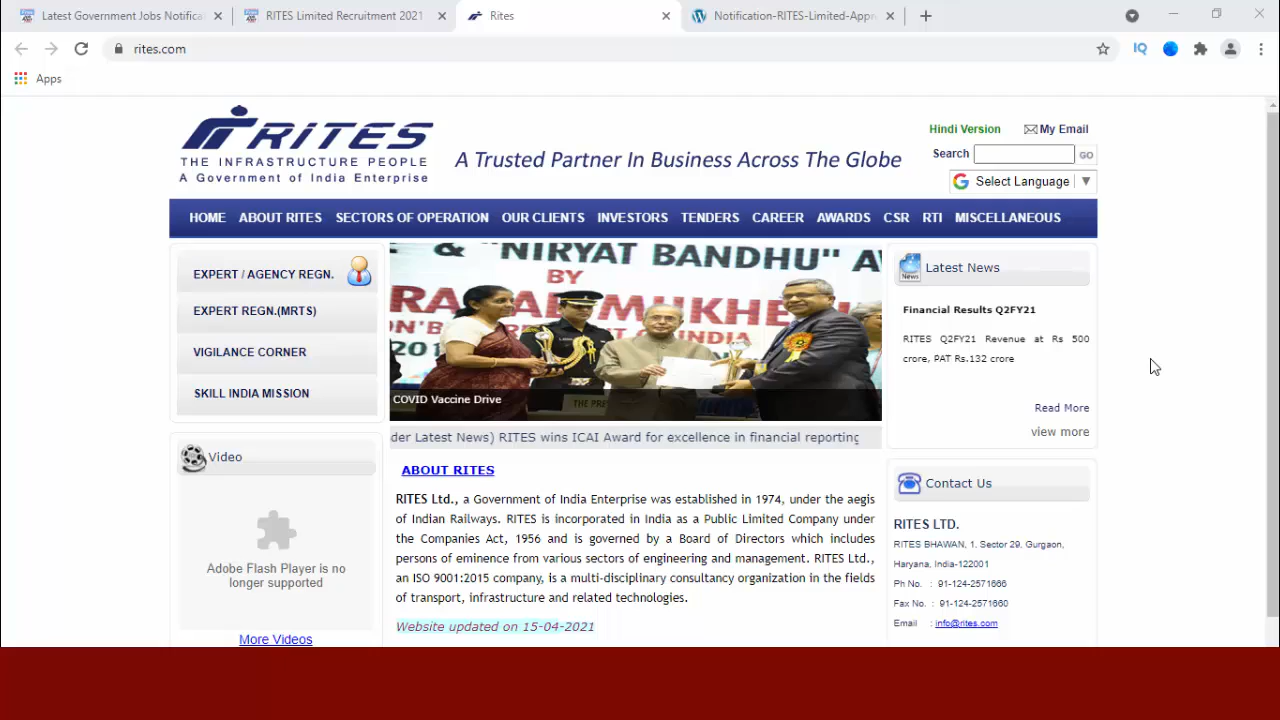 Latest Government Jobs Notifica
RITES Limited Recruitment 2021
Rites
Notification-RITES-Limited-Appr
rites.com
IQ
Apps
RITES
THE INFRASTRUCTURE PEOPLE
A Government of India Enterprise
A Trusted Partner In Business Across The Globe
Hindi Version
My Email
Search
GO
Select Language
HOME ABOUT RITES SECTORS OF OPERATION OUR CLIENTS INVESTORS TENDERS CAREER AWARDS CSR RTI MISCELLANEOUS
EXPERT / AGENCY REGN.
EXPERT REGN.(MRTS)
VIGILANCE CORNER
SKILL INDIA MISSION
Video
Adobe Flash Player is no
longer supported
More Videos
& "NIRYAT BANDHU" A
BY
MUKHE
INDIA
201
THE PRE
COVID Vaccine Drive
der Latest News) RITES wins ICAI Award for excellence in financial reporting
ABOUT RITES
RITES Ltd., a Government of India Enterprise was established in 1974, under the aegis
of Indian Railways. RITES is incorporated in India as a Public Limited Company under
the Companies Act, 1956 and is governed by a Board of Directors which includes
persons of eminence from various sectors of engineering and management. RITES Ltd.,
an ISO 9001:2015 company, is a multi-disciplinary consultancy organization in the fields
of transport, infrastructure and related technologies.
Website updated on 15-04-2021
News
Latest News
Financial Results Q2FY21
RITES Q2FY21 Revenue at Rs 500
crore, PAT Rs.132 crore
Read More
view more
Contact Us
RITES LTD.
RITES BHAWAN, 1, Sector 29, Gurgaon,
Haryana, India-122001
Ph No. : 91-124-2571666
Fax No. : 91-124-2571660
Email : info@rites.com